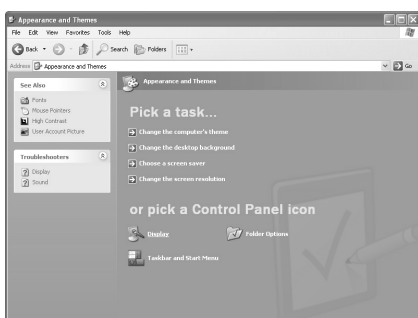 Appearance and Themes
File Edit View Favorites Tools Help
Back Search Folders
Address Appearance and Themes Go
See Also
Fonts
Mouse Pointers
High Contrast
User Account Picture
Troubleshooters
Display
Sound
Appearance and Themes
Pick a task...
Change the computer's theme
Change the desktop background
Choose a screen saver
Change the screen resolution
or pick a Control Panel icon
Display Folder Options
Taskbar and Start Menu